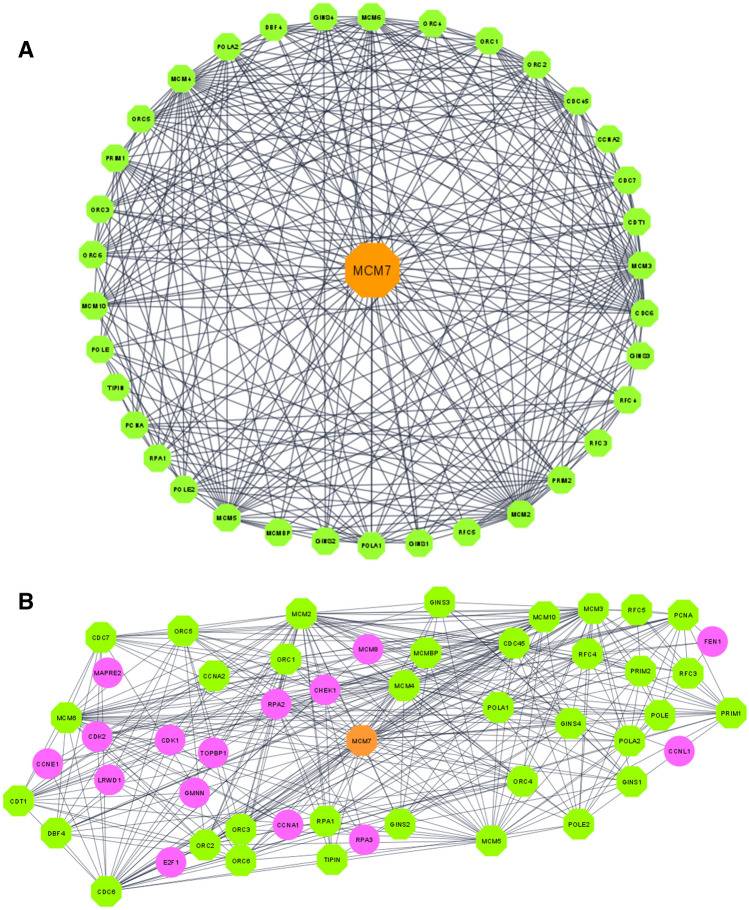 A
GINS4
MCM6
ORC4
DBF4
ORC1
POLA2
ORC2
MCM4
CDC45
ORC5
CCNA2
PRIM1
CDC7
ORC3
CDT1
ORC6
MCM3
MCM7
MCM10
CDC6
POLE
GINS3
TIPIN
RFC4
PCNA
RFC3
RPA1
PRIM2
POLE2
MCM5
MCM2
MCMBP
RFC5
GINS2
POLA1
GINS1
B
GINS3
MCM2
MCM3
RFC5
MCM10
PCNA
CDC7
ORC5
FEN1
CDC45
MCM8
MCMBP
RFC4
ORC1
MAPRE2
CCNA2
PRIM2
RFC3
MCM4
CHEK1
RPA2
POLA1
PRIM1
MCM6
POLE
GINS4
CDK2
CDK1
MCM7
POLA2
TOPBP1
CCNL1
CCNE1
LRWD1
ORC4
GINS1
GMNN
CDT1
RPA1
CCNA1
GINS2
POLE2
ORC3
DBF4
RPA3
MCM5
ORC2
TIPIN
ORC6
E2F1
CDC6